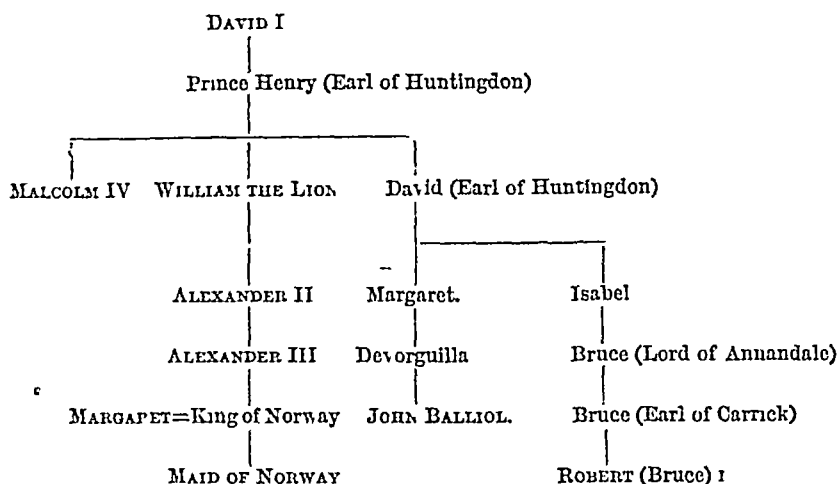 DAVID I
Prince Henry (Earl of Huntingdon)
MALCOLM IV WILLIAM THE LION David (Earl of Huntingdon)
ALEXANDER II Margaret. Isabel
ALEXANDER III Devorguilla Bruce (Lord of Annandale)
MARGAPET=King of Norway JOHN BALLIOL. Bruce (Earl of Carrick)
MAID OF NORWAY ROBERT (Bruce) I